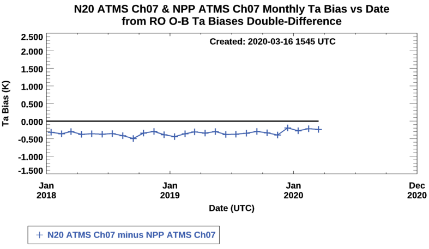 N20 ATMS Ch07 & NPP ATMS Ch07 Monthly Ta Bias vs Date
from RO O-B Ta Biases Double-Difference
Created: 2020-03-16 1545 UTC
Ta Bias (K)
2.500
2.000
1.500
1.000
0.500
0.000
-0.500
-1.000
-1.500
Jan
2018
Jan
2019
Jan
2020
Dec
2020
Date (UTC)
N20 ATMS Ch07 minus NPP ATMS Ch07